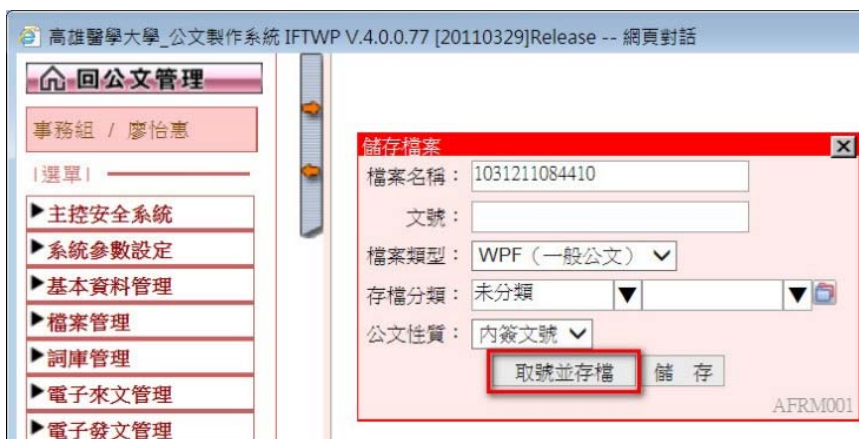 高雄醫學大學_公文製作系統 IFTWP V.4.0.0.77 [20110329]Release -- 網頁對話
回公文管理
事務組 / 廖怡惠
|選單|
▶主控安全系統
▶系統參數設定
▶基本資料管理
▶檔案管理
▶詞庫管理
▶電子來文管理
▶電子發文管理
儲存檔案
檔案名稱： 1031211084410
文號：
檔案類型： WPF（一般公文）
存檔分類： 未分類
公文性質： 內簽文號
取號並存檔 儲 存
AFRM001